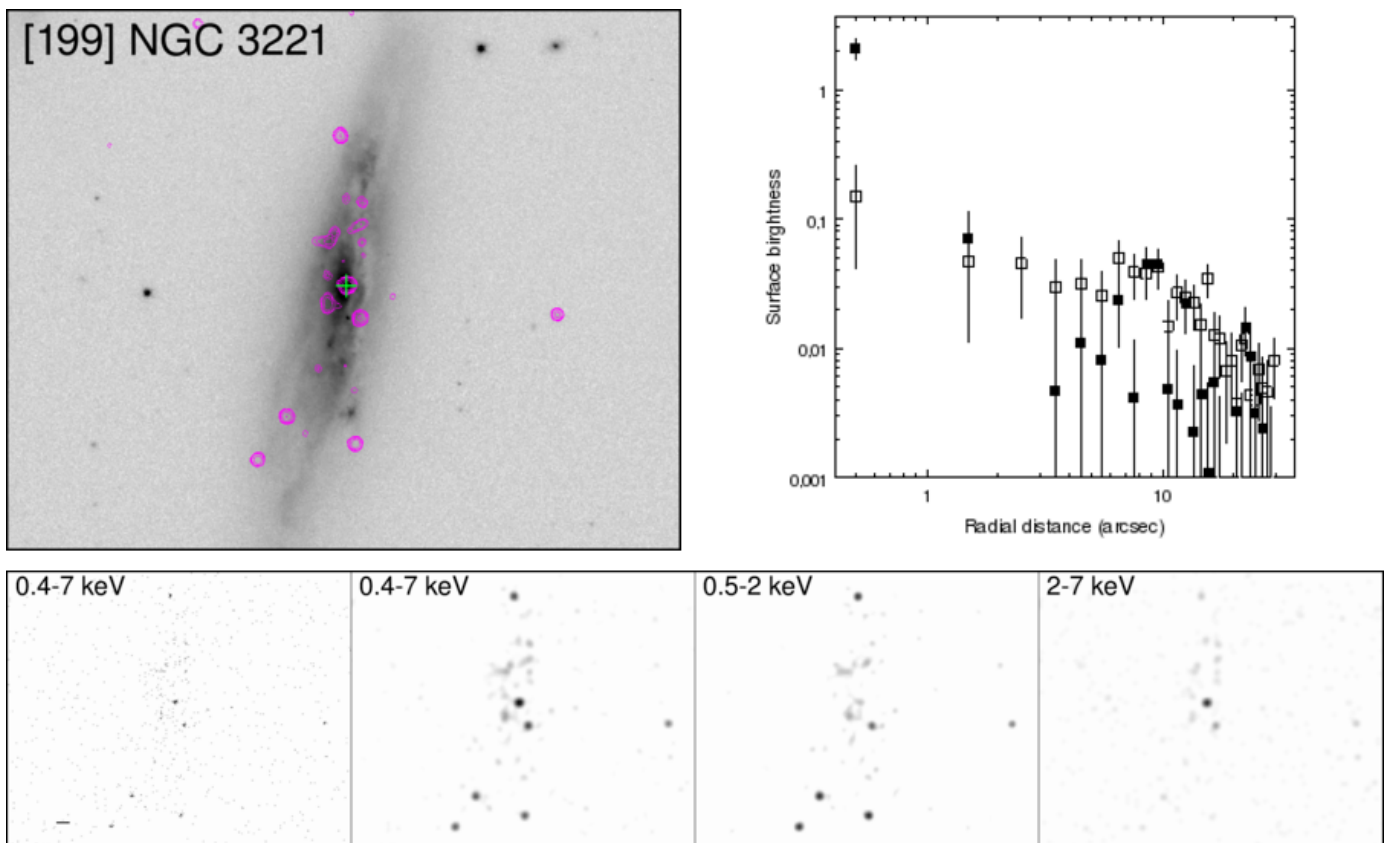 [199] NGC 3221
Surface birghtness
1
0,1
0,01
0,001
1
10
Radial distance (arcsec)
0.4-7 keV
0.4-7 keV
0.5-2 keV
2-7 keV